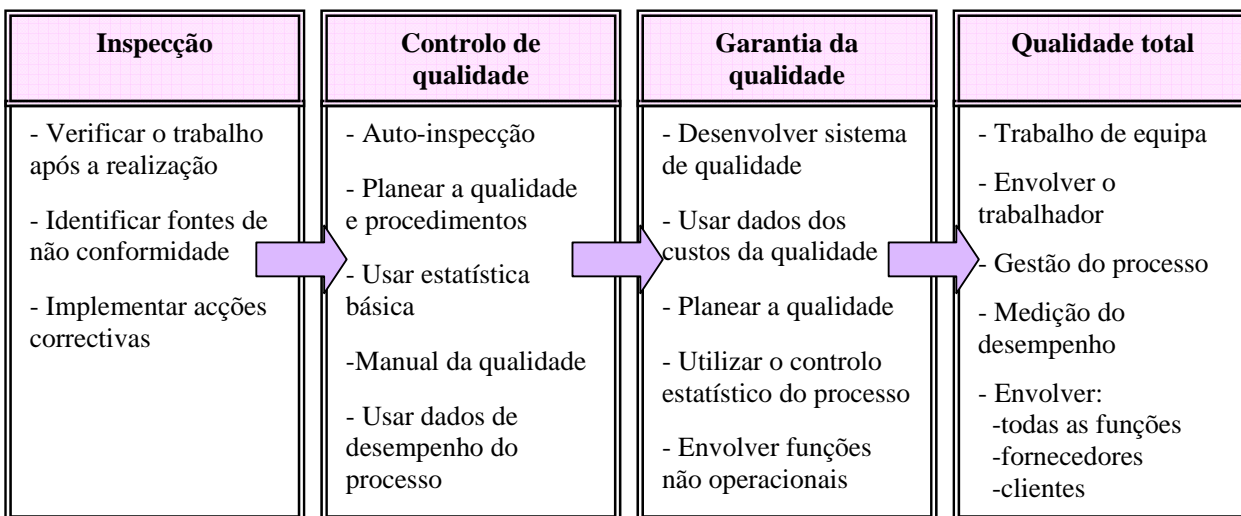 Inspecção
- Verificar o trabalho
após a realização
- Identificar fontes de
não conformidade
- Implementar acções
correctivas
Controlo de
qualidade
- Auto-inspecção
- Planear a qualidade
e procedimentos
- Usar estatística
básica
-Manual da qualidade
- Usar dados de
desempenho do
processo
Garantia da
qualidade
- Desenvolver sistema
de qualidade
- Usar dados dos
custos da qualidade
- Planear a qualidade
- Utilizar o controlo
estatístico do processo
- Envolver funções
não operacionais
Qualidade total
- Trabalho de equipa
- Envolver o
trabalhador
- Gestão do processo
- Medição do
desempenho
- Envolver:
-todas as funções
-fornecedores
-clientes